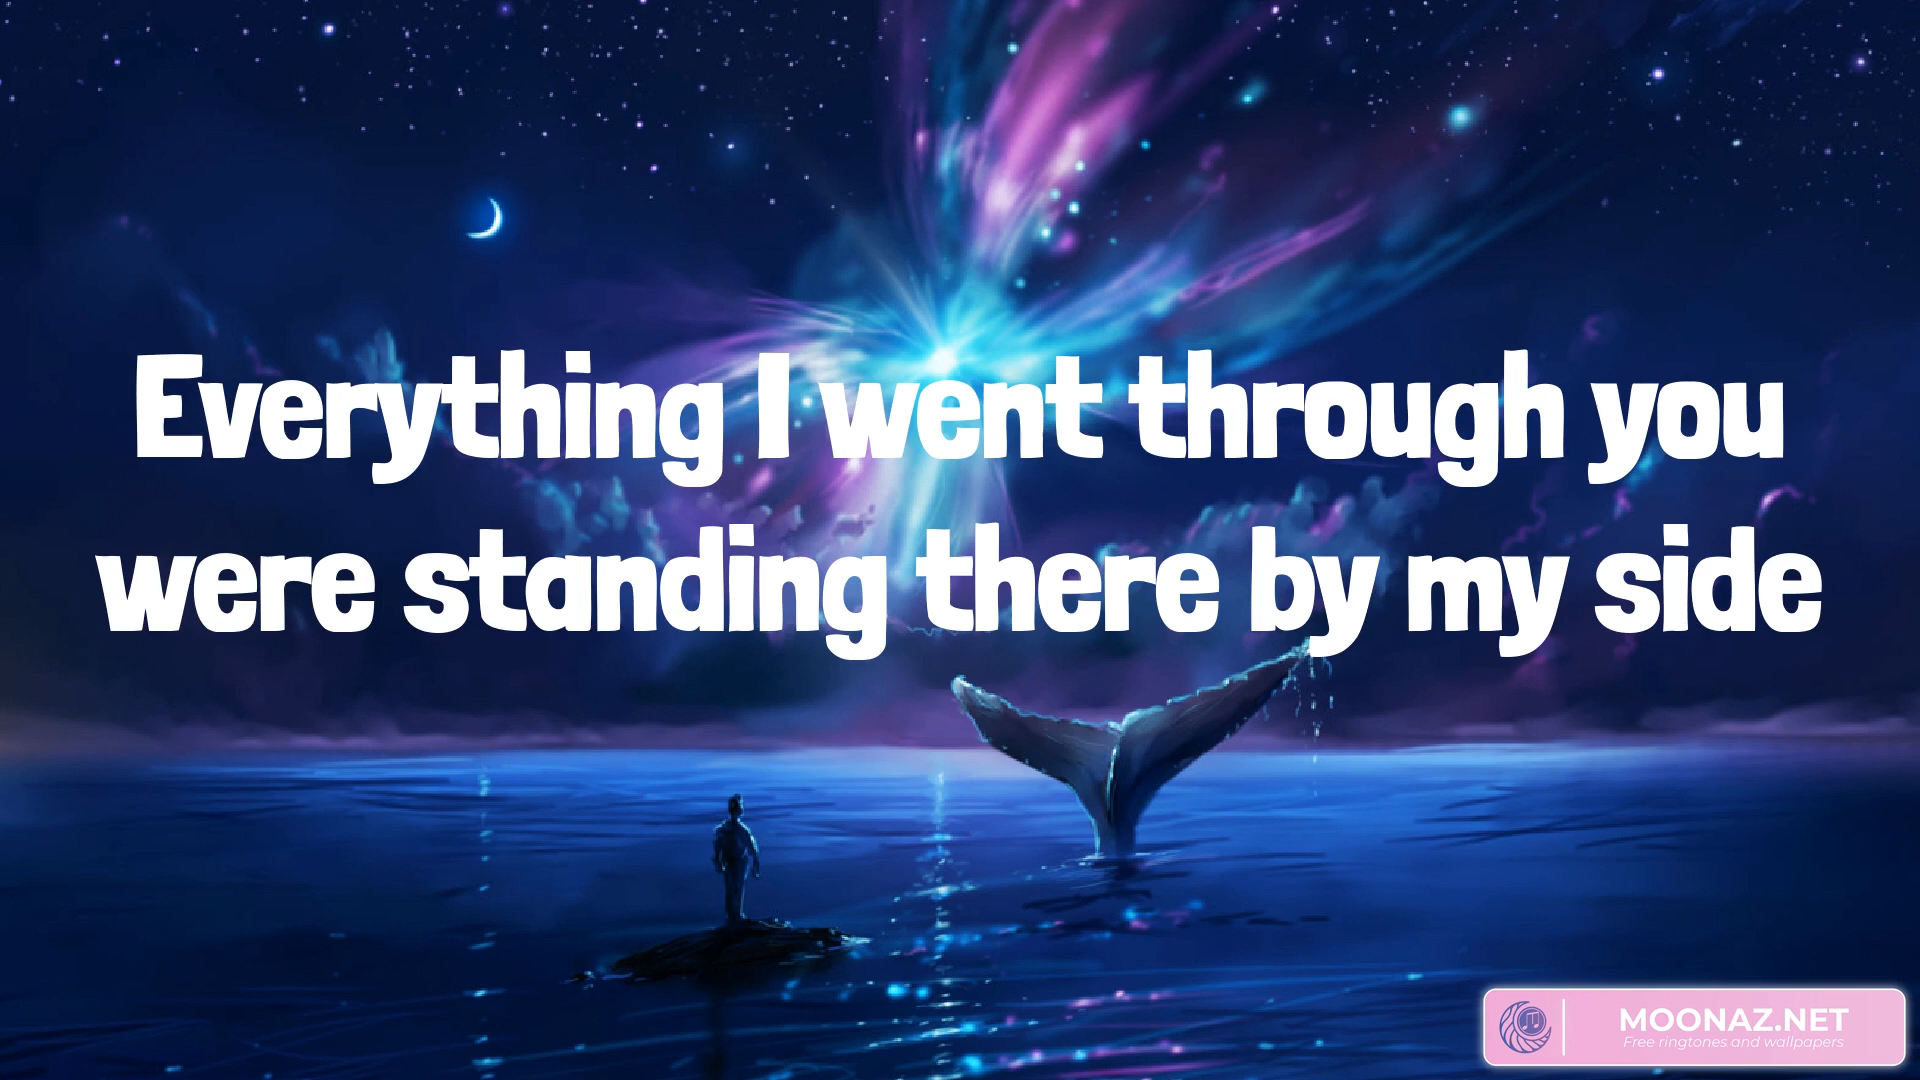 Everything I went through you
were standing there by my side
MOONAZ.NET
Free ringtones and wallpapers